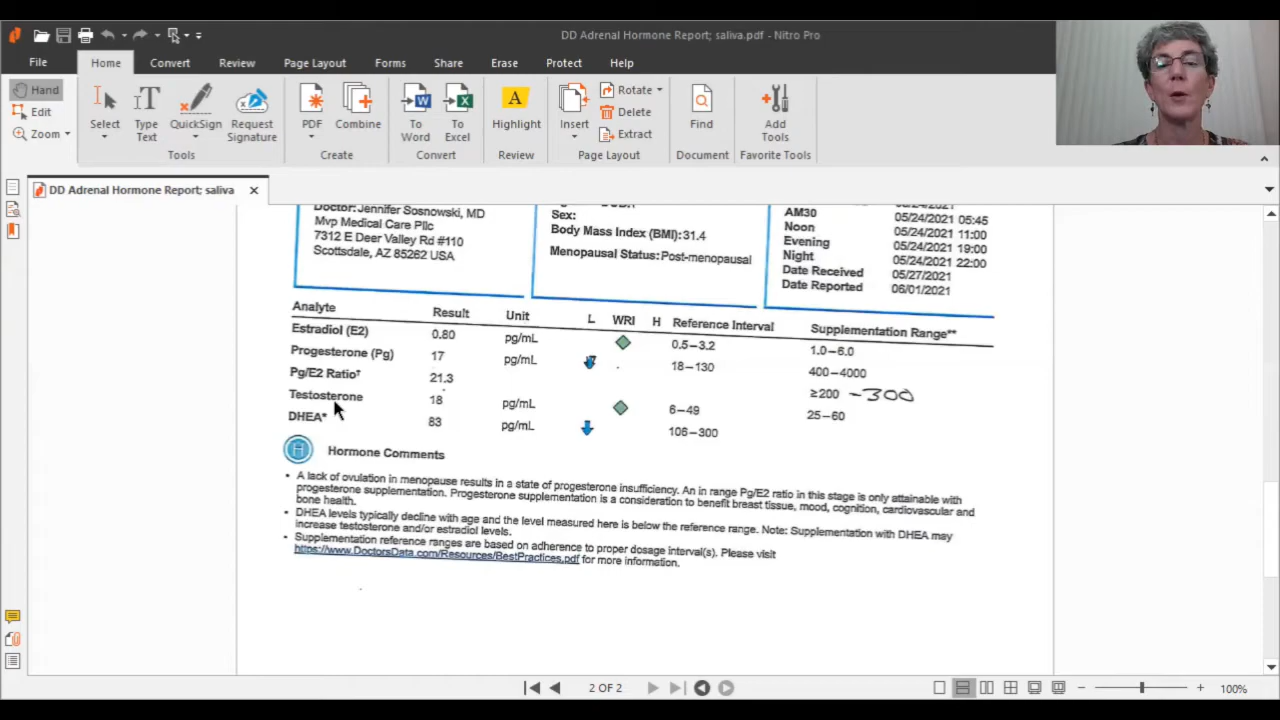 DD Adrenal Hormone Report; saliva.pdf - Nitro Pro
File Home Convert Review Page Layout Forms Share Erase Protect Help
Hand
Edit
Zoom
Select
Type Text
QuickSign
Request Signature
Tools
PDF
Combine
Create
To Word
To Excel
Convert
Highlight
Review
Insert
Rotate
Delete
Extract
Page Layout
Find
Document
Add Tools
Favorite Tools
DD Adrenal Hormone Report; saliva
Doctor: Jennifer Sosnowski, MD
Mvp Medical Care Pllc
7312 E Deer Valley Rd #110
Scottsdale, AZ 85262 USA
Sex:
Body Mass Index (BMI): 31.4
Menopausal Status: Post-menopausal
AM30 05/24/2021 05:45
Noon 05/24/2021 11:00
Evening 05/24/2021 19:00
Night 05/24/2021 22:00
Date Received 05/27/2021
Date Reported 06/01/2021
Analyte Result Unit L WRI H Reference Interval Supplementation Range**
Estradiol (E2) 0.80 pg/mL 0.5–3.2 1.0–6.0
Progesterone (Pg) 17 pg/mL 18–130 400–4000
Pg/E2 Ratio† 21.3 ≥200 –300
Testosterone 18 pg/mL 6–49 25–60
DHEA* 83 pg/mL 106–300
Hormone Comments
• A lack of ovulation in menopause results in a state of progesterone insufficiency. An in range Pg/E2 ratio in this stage is only attainable with
progesterone supplementation. Progesterone supplementation is a consideration to benefit breast tissue, mood, cognition, cardiovascular and
bone health.
• DHEA levels typically decline with age and the level measured here is below the reference range. Note: Supplementation with DHEA may
increase testosterone and/or estradiol levels.
• Supplementation reference ranges are based on adherence to proper dosage interval(s). Please visit
https://www.DoctorsData.com/Resources/BestPractices.pdf for more information.
2 OF 2
100%